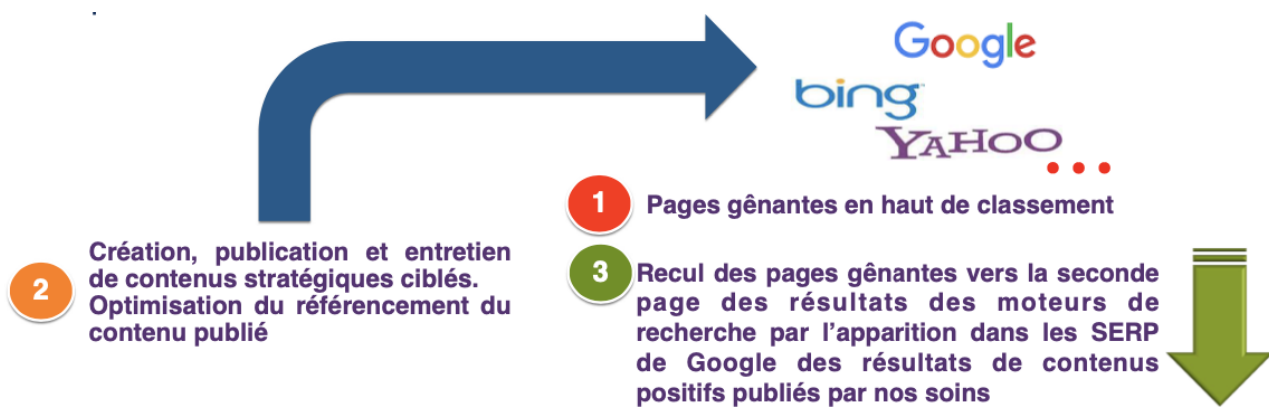 Google
bing
YAHOO
...
1 Pages gênantes en haut de classement
2 Création, publication et entretien
de contenus stratégiques ciblés.
Optimisation du référencement du
contenu publié
3 Recul des pages gênantes vers la seconde
page des résultats des moteurs de
recherche par l’apparition dans les SERP
de Google des résultats de contenus
positifs publiés par nos soins